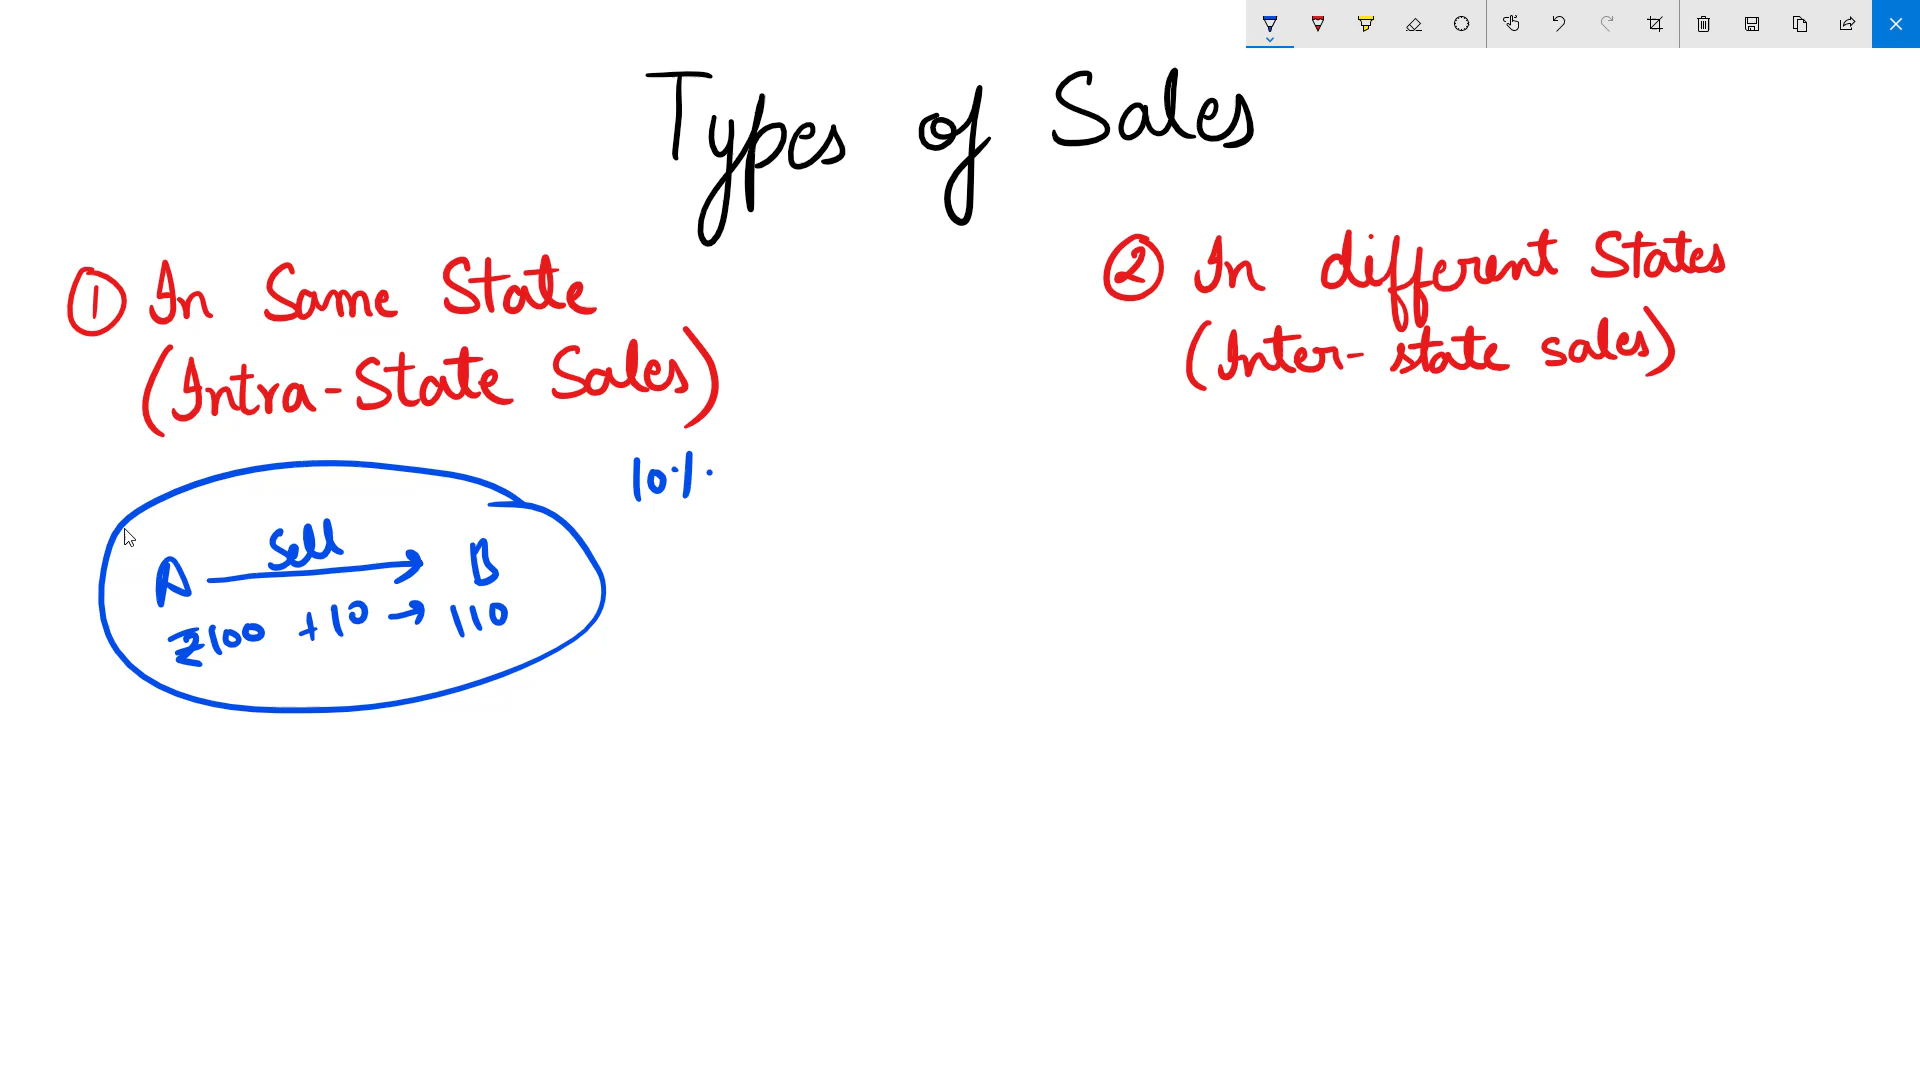 Types of Sales
① In Same State
(Intra-State Sales)
② In different States
(Inter-state sales)
10%
Sell
A → B
₹100 +10 → 110